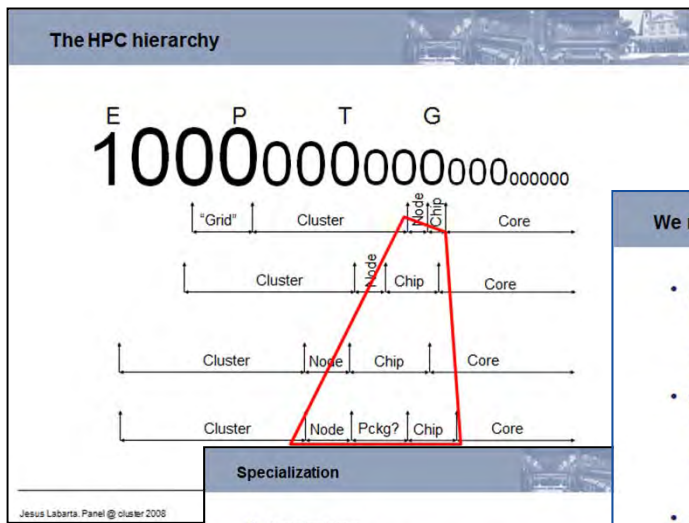 The HPC hierarchy
E P T G
1000000000000000000
"Grid" Cluster Node Chip Core
Cluster Node Chip Core
Cluster Node Chip Core
Cluster Node Pckg? Chip Core
Jesus Labarta. Panel @ cluster 2008
Specialization
We